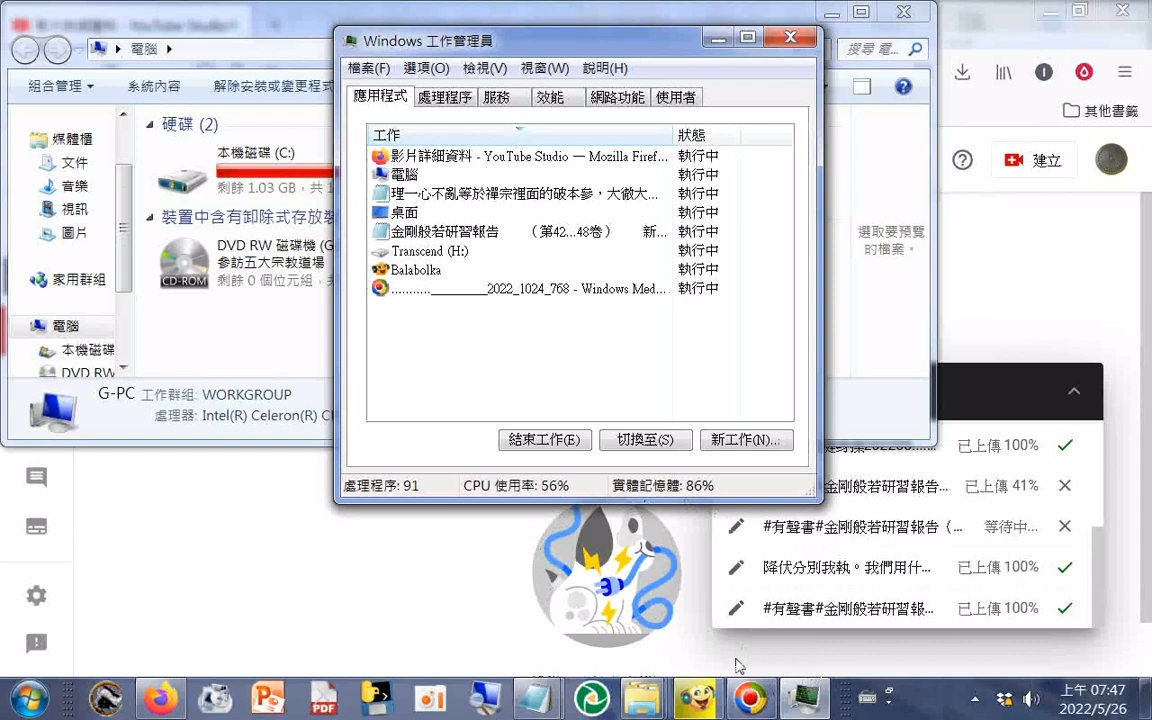 電腦
搜尋 電...
組合管理
系統內容
解除安裝或變更程式
媒體櫃
文件
音樂
視訊
圖片
家用群組
電腦
本機磁碟
DVD RW
硬碟 (2)
本機磁碟 (C:)
剩餘 1.03 GB，共 1
裝置中含有卸除式存放裝
DVD RW 磁碟機 (G
參訪五大宗教道場
CD-ROM
剩餘 0 個位元組，共
G-PC
工作群組: WORKGROUP
處理器: Intel(R) Celeron(R) C
Windows 工作管理員
檔案(F) 選項(O) 檢視(V) 視窗(W) 說明(H)
應用程式 處理程序 服務 效能 網路功能 使用者
工作 狀態
影片詳細資料 - YouTube Studio — Mozilla Firef... 執行中
電腦 執行中
理一心不亂等於禪宗裡面的破本參，大徹大... 執行中
桌面 執行中
金剛般若研習報告 （第42...48卷） 新... 執行中
Transcend (H:) 執行中
Balabolka 執行中
...........________2022_1024_768 - Windows Med... 執行中
結束工作(E) 切換至(S) 新工作(N)...
處理程序: 91 CPU 使用率: 56% 實體記憶體: 86%
選取要預覽
的檔案。
其他書籤
建立
已上傳 100%
金剛般若研習報告... 已上傳 41%
#有聲書#金剛般若研習報告（... 等待中...
降伏分別我執。我們用什... 已上傳 100%
#有聲書#金剛般若研習報... 已上傳 100%
PDF
上午 07:47
2022/5/26